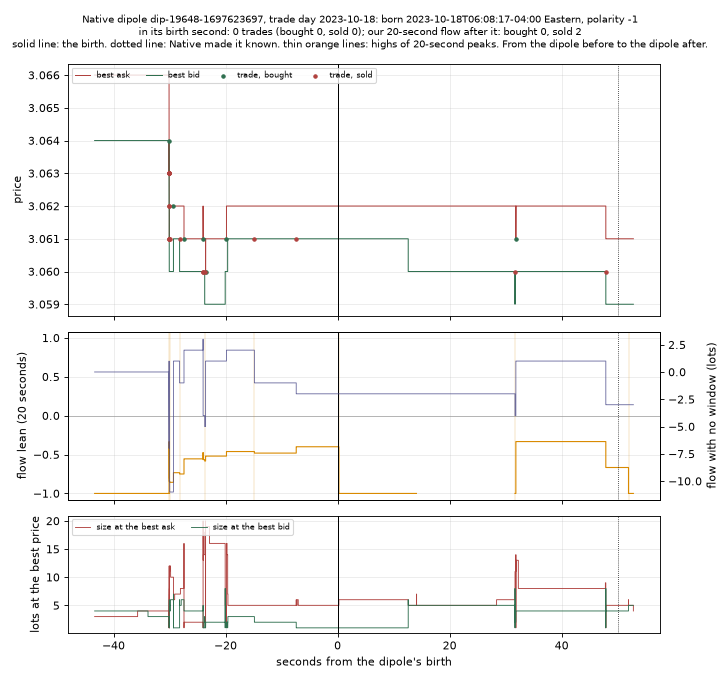 Native dipole dip-19648-1697623697, trade day 2023-10-18: born 2023-10-18T06:08:17-04:00 Eastern, polarity -1
in its birth second: 0 trades (bought 0, sold 0); our 20-second flow after it: bought 0, sold 2
solid line: the birth. dotted line: Native made it known. thin orange lines: highs of 20-second peaks. From the dipole before to the dipole after.
best ask best bid trade, bought trade, sold
3.066
3.065
3.064
3.063
3.062
3.061
3.060
3.059
price
1.0
0.5
0.0
−0.5
−1.0
flow lean (20 seconds)
2.5
0.0
−2.5
−5.0
−7.5
−10.0
flow with no window (lots)
size at the best ask size at the best bid
20
15
10
5
lots at the best price
−40 −20 0 20 40
seconds from the dipole's birth